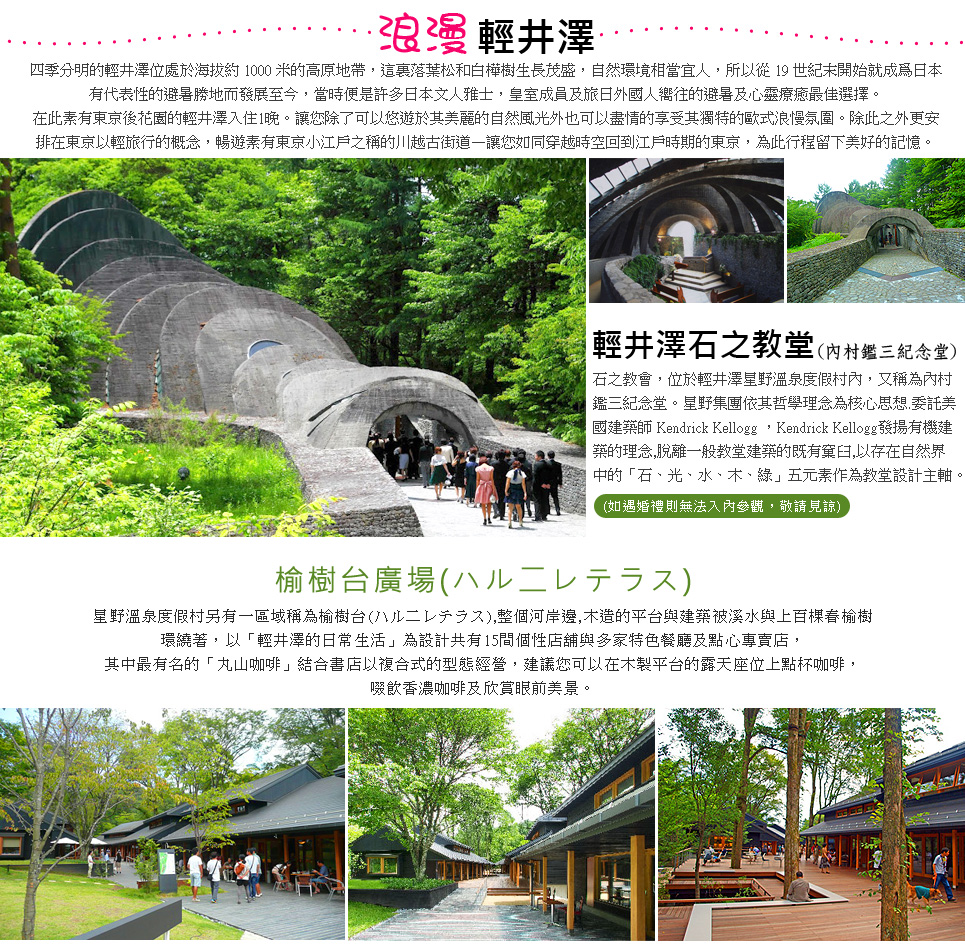 浪漫 輕井澤
四季分明的輕井澤位處於海拔約 1000 米的高原地帶，這裏落葉松和白樺樹生長茂盛，自然環境相當宜人，所以從 19 世紀末開始就成爲日本
有代表性的避暑勝地而發展至今，當時便是許多日本文人雅士，皇室成員及旅日外國人嚮往的避暑及心靈療癒最佳選擇。
在此素有東京後花園的輕井澤入住1晚。讓您除了可以您遊於其美麗的自然風光外也可以盡情的享受其獨特的歐式浪慢氛圍。除此之外更安
排在東京以輕旅行的概念，暢遊素有東京小江戶之稱的川越古街道一讓您如同穿越時空回到江戶時期的東京，為此行程留下美好的記憶。
輕井澤石之教堂(內村鑑三紀念堂)
石之教會，位於輕井澤星野溫泉度假村內，又稱為內村
鑑三紀念堂。星野集團依其哲學理念為核心思想.委託美
國建築師 Kendrick Kellogg ，Kendrick Kellogg發揚有機建
築的理念,脫離一般教堂建築的既有窠臼,以存在自然界
中的「石、光、水、木、綠」五元素作為教堂設計主軸。
(如遇婚禮則無法入內參觀，敬請見諒)
榆樹台廣場(ハルニレテラス)
星野溫泉度假村另有一區域稱為榆樹台(ハルニレテラス),整個河岸邊,木造的平台與建築被溪水與上百棵春榆樹
環繞著，以「輕井澤的日常生活」為設計共有15間個性店舖與多家特色餐廳及點心專賣店，
其中最有名的「丸山咖啡」結合書店以複合式的型態經營，建議您可以在木製平台的露天座位上點杯咖啡，
啜飲香濃咖啡及欣賞眼前美景。